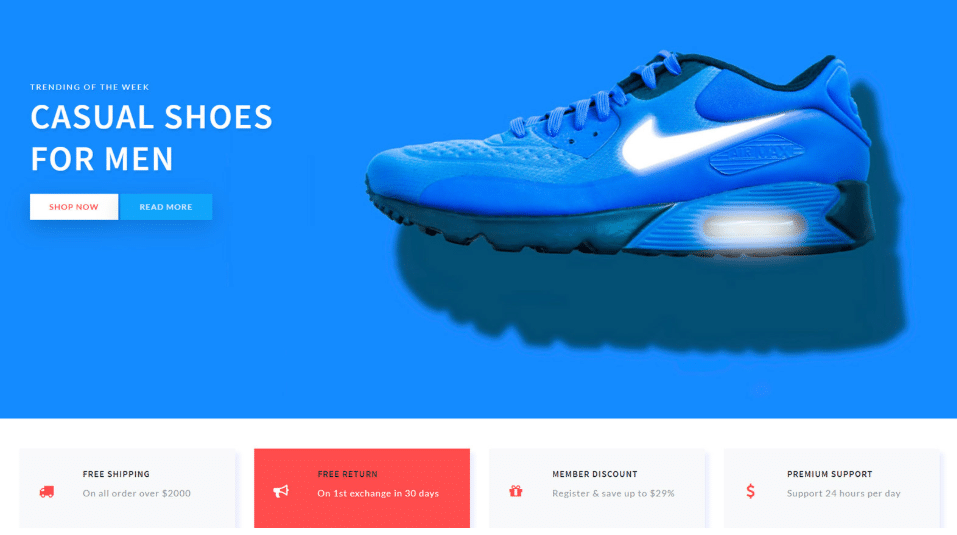 TRENDING OF THE WEEK
CASUAL SHOES
FOR MEN
SHOP NOW
READ MORE
AIR MAX
FREE SHIPPING
On all order over $2000
FREE RETURN
On 1st exchange in 30 days
MEMBER DISCOUNT
Register & save up to $29%
PREMIUM SUPPORT
Support 24 hours per day